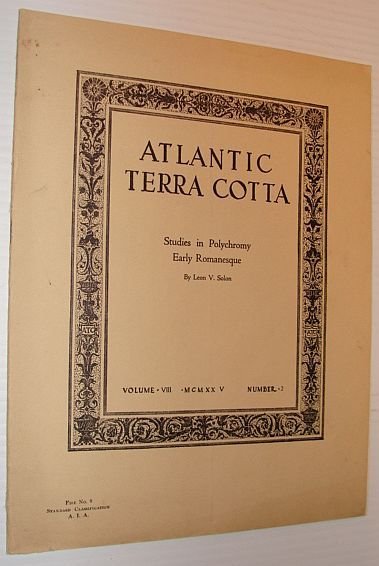 ATLANTIC
TERRA COTTA
Studies in Polychromy
Early Romanesque
By Leon V. Solon
VOLUME · VIII · MCMXX V NUMBER · 2
ATC
File No. 9
Standard Classification
A. I. A.